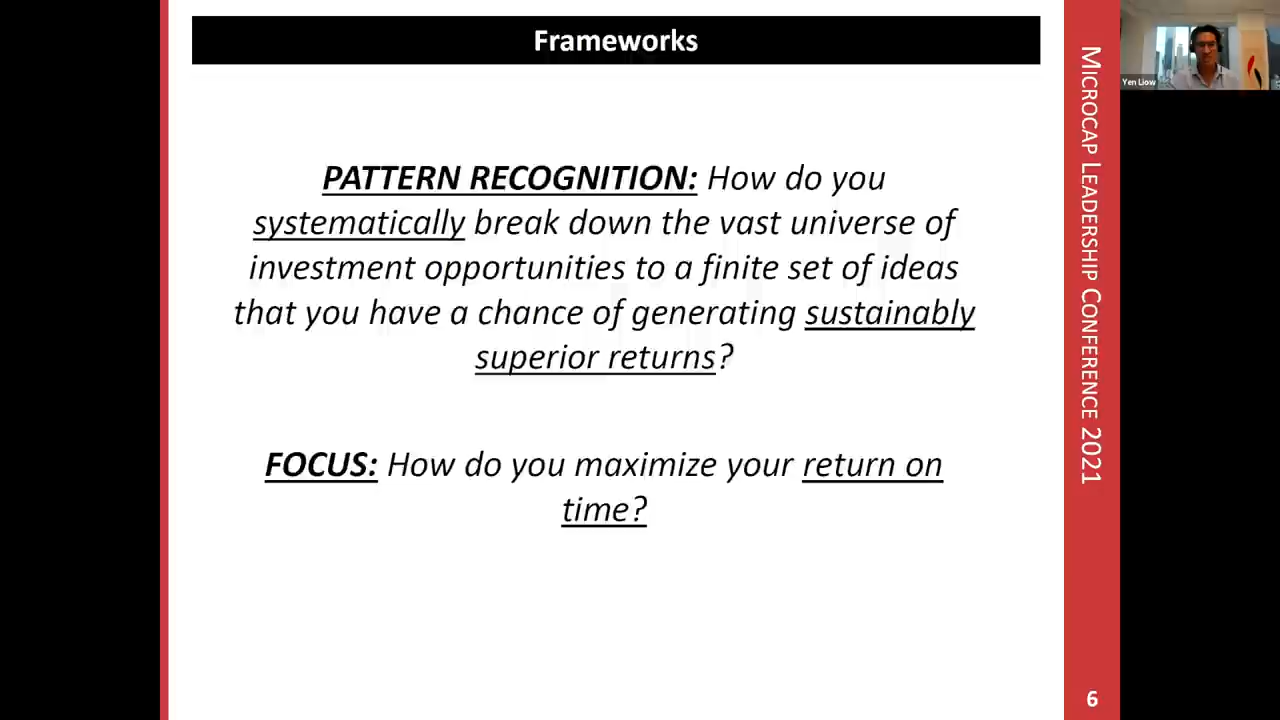 Frameworks
PATTERN RECOGNITION: How do you
systematically break down the vast universe of
investment opportunities to a finite set of ideas
that you have a chance of generating sustainably
superior returns?
FOCUS: How do you maximize your return on
time?
MICROCAP LEADERSHIP CONFERENCE 2021
6
Yen Liow